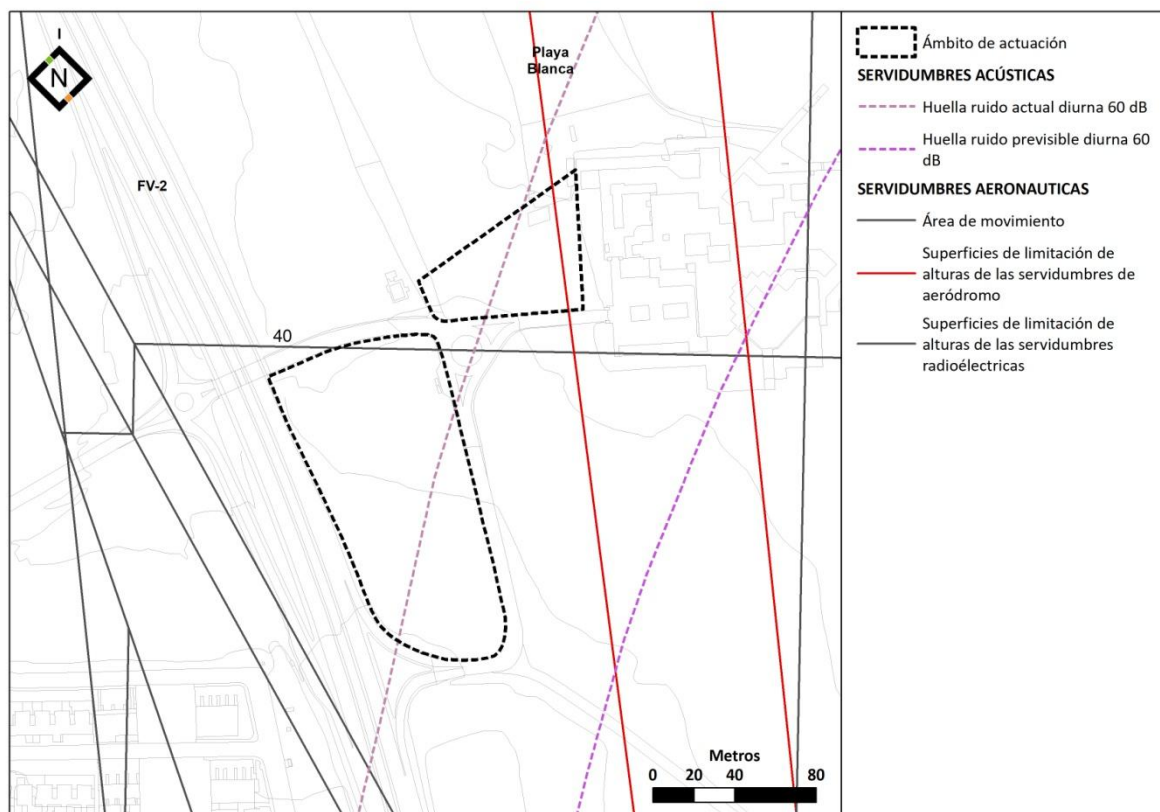 N
Playa
Blanca
FV-2
40
Metros
0 20 40 80
Ámbito de actuación
SERVIDUMBRES ACÚSTICAS
Huella ruido actual diurna 60 dB
Huella ruido previsible diurna 60
dB
SERVIDUMBRES AERONAUTICAS
Área de movimiento
Superficies de limitación de
alturas de las servidumbres de
aeródromo
Superficies de limitación de
alturas de las servidumbres
radioélectricas